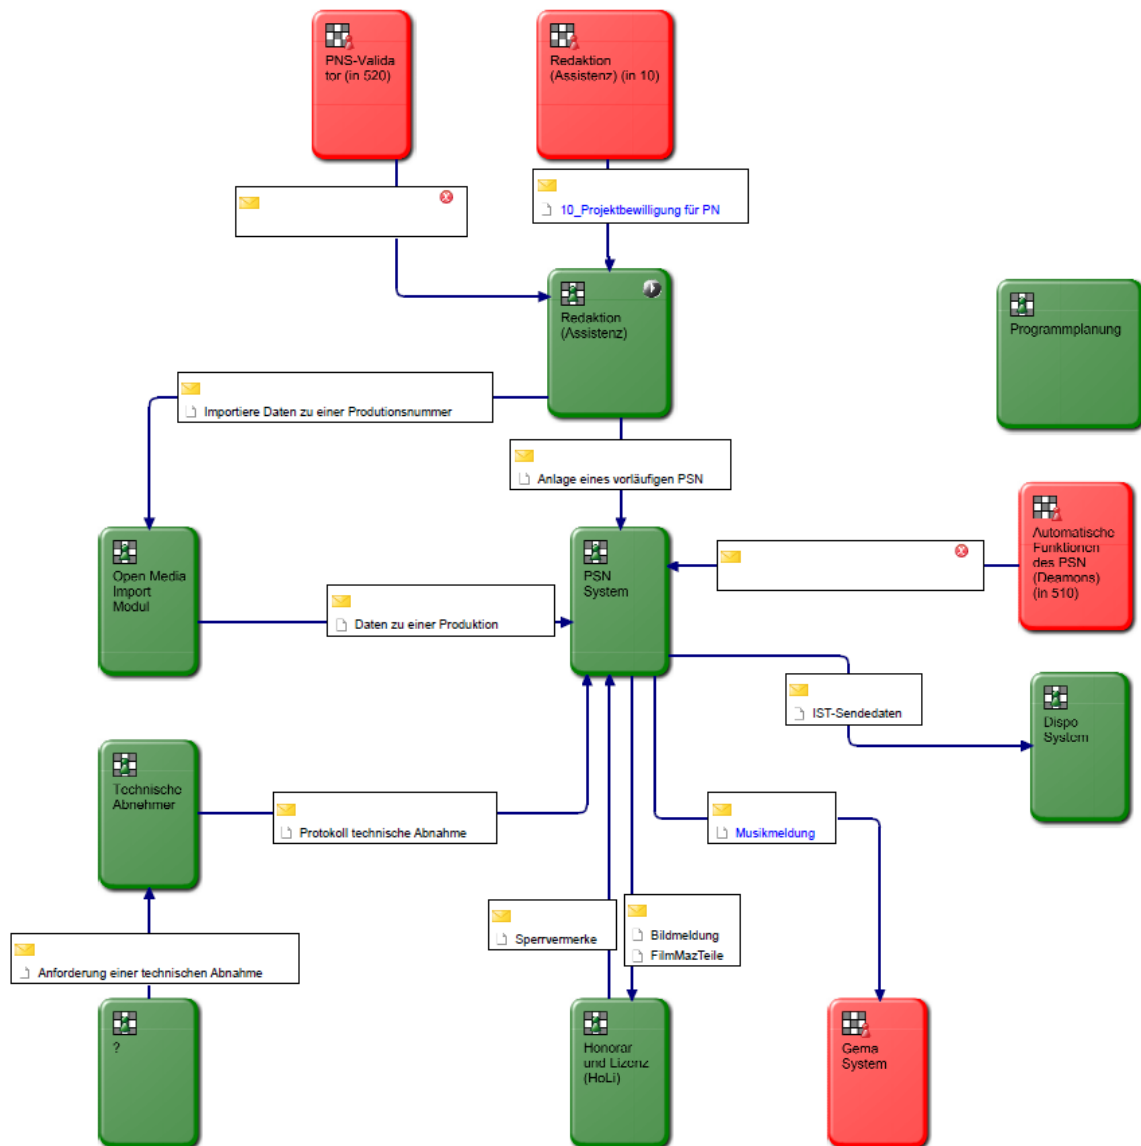 PNS-Valida
tor (in 520)
Redaktion
(Assistenz) (in 10)
10_Projektbewilligung für PN
Redaktion
(Assistenz)
Programmplanung
Importiere Daten zu einer Produtionsnummer
Anlage eines vorläufigen PSN
Open Media
Import
Modul
PSN
System
Automatische
Funktionen
des PSN
(Deamons)
(in 510)
Daten zu einer Produktion
IST-Sendedaten
Dispo
System
Technische
Abnehmer
Protokoll technische Abnahme
Musikmeldung
Sperrvermerke
Bildmeldung
FilmMazTeile
Anforderung einer technischen Abnahme
?
Honorar
und Lizenz
(HoLi)
Gema
System